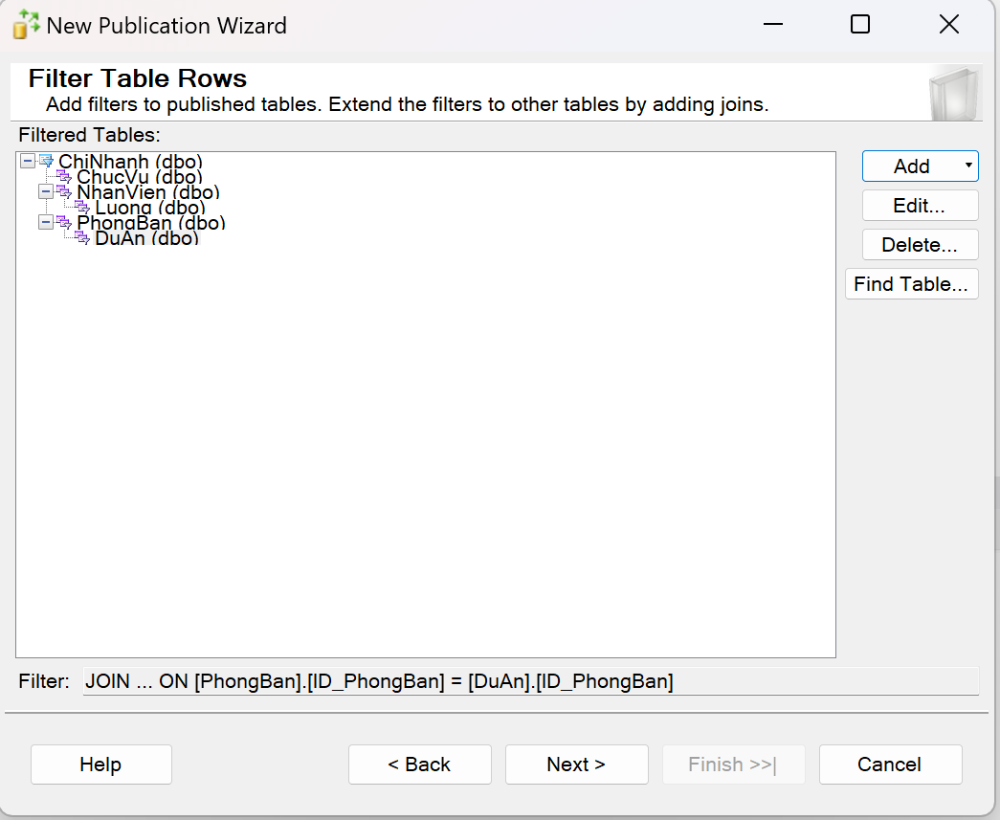 New Publication Wizard
Filter Table Rows
Add filters to published tables. Extend the filters to other tables by adding joins.
Filtered Tables:
ChiNhanh (dbo)
ChucVu (dbo)
NhanVien (dbo)
Luong (dbo)
PhongBan (dbo)
DuAn (dbo)
Add
Edit...
Delete...
Find Table...
Filter: JOIN ... ON [PhongBan].[ID_PhongBan] = [DuAn].[ID_PhongBan]
Help
< Back
Next >
Finish >>|
Cancel